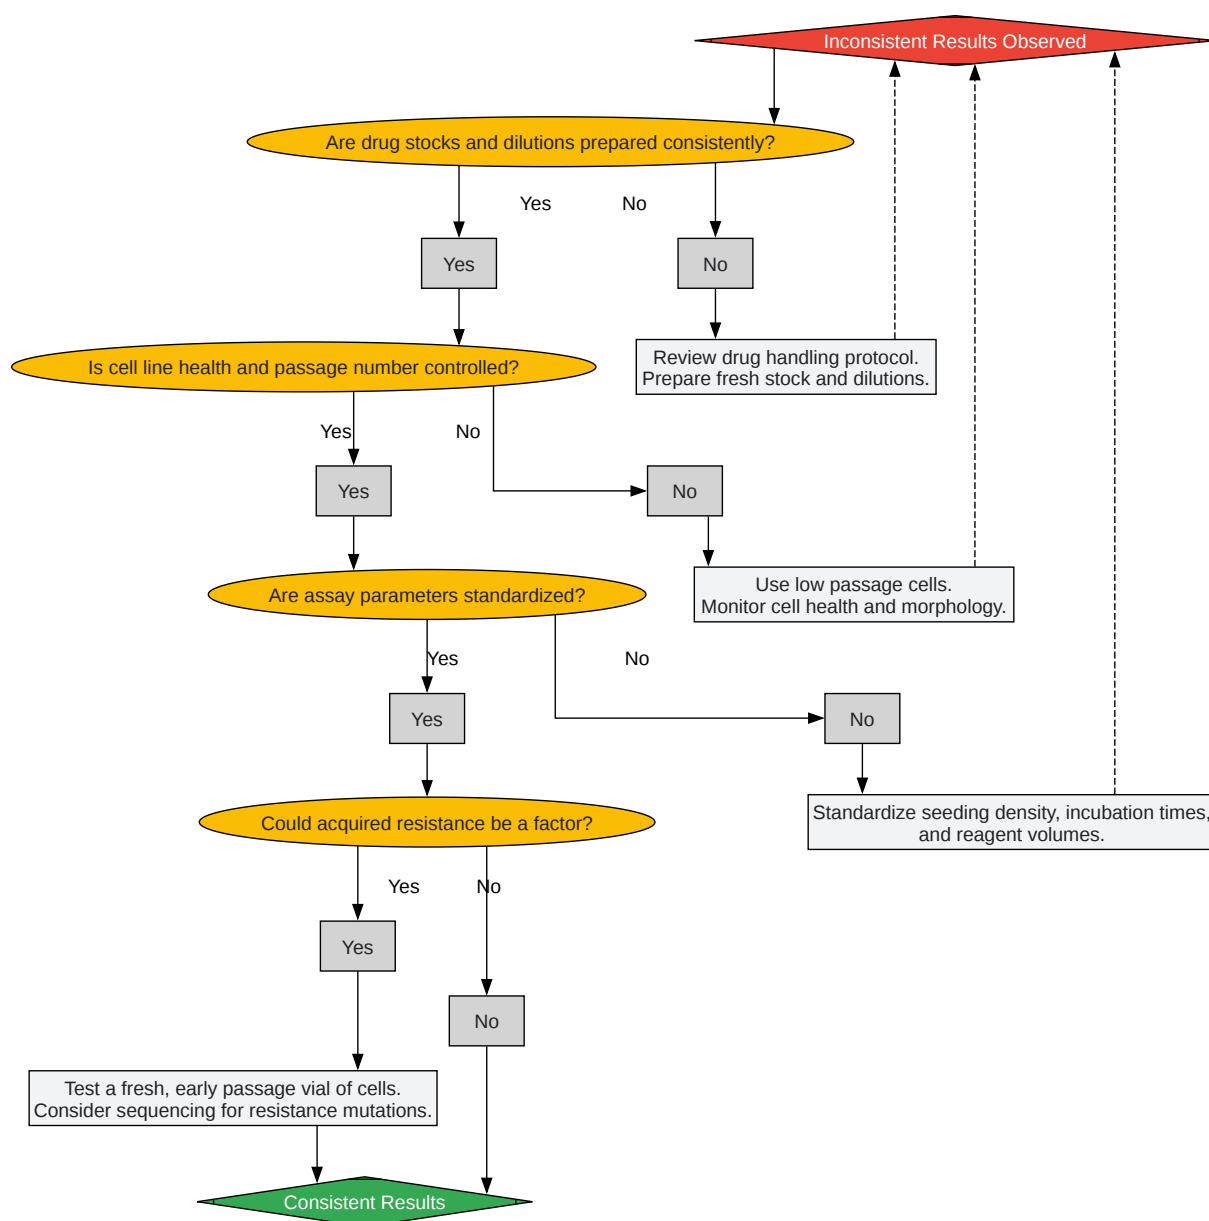 Inconsistent Results Observed
Are drug stocks and dilutions prepared consistently?
Yes
No
Yes
No
Review drug handling protocol.
Prepare fresh stock and dilutions.
Is cell line health and passage number controlled?
Yes
No
Yes
No
Use low passage cells.
Monitor cell health and morphology.
Are assay parameters standardized?
Yes
No
Yes
No
Standardize seeding density, incubation times,
and reagent volumes.
Could acquired resistance be a factor?
Yes
No
Yes
No
Test a fresh, early passage vial of cells.
Consider sequencing for resistance mutations.
Consistent Results